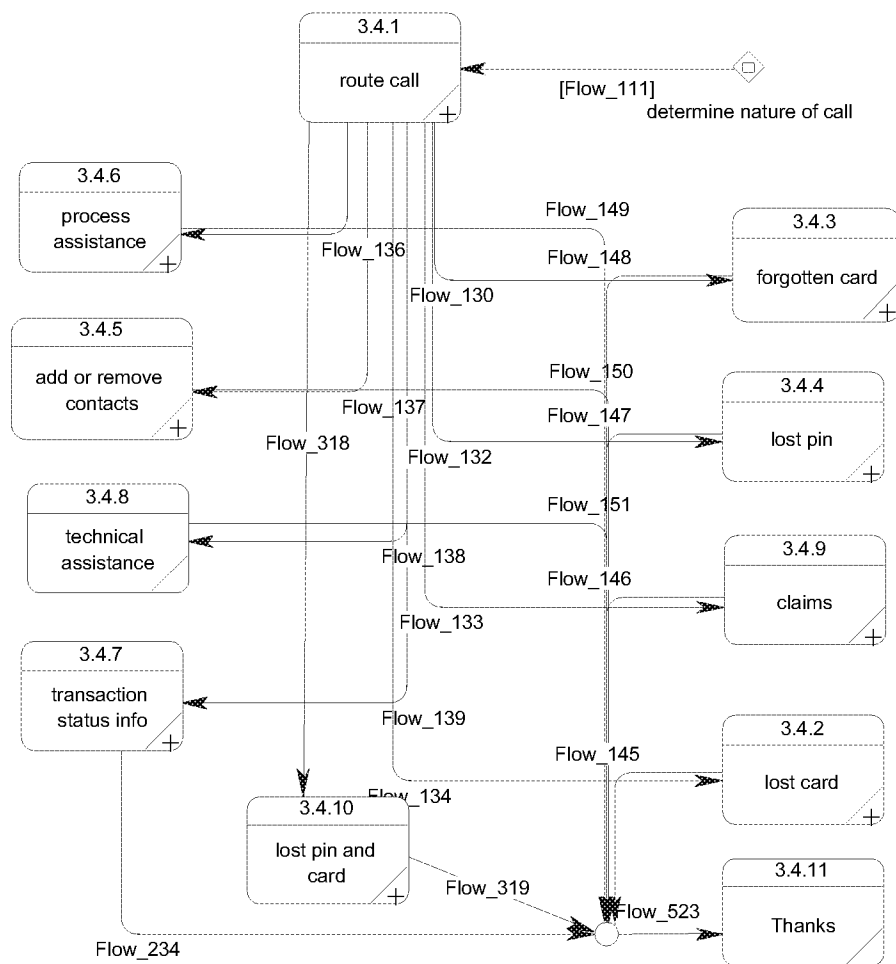 3.4.1
route call
[Flow_111]
determine nature of call
3.4.6
process
assistance
Flow_136
Flow_149
Flow_148
Flow_130
3.4.3
forgotten card
3.4.5
add or remove
contacts
Flow_137
Flow_150
Flow_147
Flow_318
Flow_132
3.4.4
lost pin
3.4.8
technical
assistance
Flow_151
Flow_138
Flow_146
Flow_133
3.4.9
claims
3.4.7
transaction
status info
Flow_139
Flow_145
Flow_134
3.4.2
lost card
3.4.10
lost pin and
card
Flow_319
Flow_523
Flow_234
3.4.11
Thanks